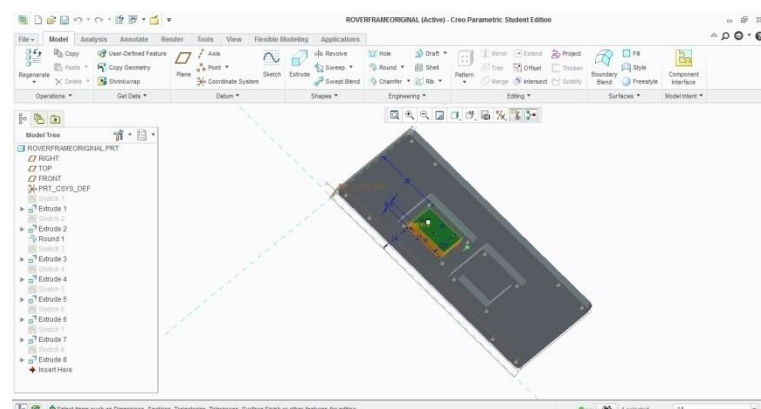 ROVERFRAMEORIGINAL (Active) - Creo Parametric Student Edition
File Model Analysis Annotate Render Tools View Flexible Modeling Applications
Copy User-Defined Feature Axis Revolve Hole Draft Mirror Extend Project Fill
Regenerate Paste Copy Geometry Plane Point Sketch Extrude Sweep Round Shell Pattern Trim Offset Thicken Boundary Blend Style Component Interface
Delete Shrinkwrap Coordinate System Swept Blend Chamfer Rib Merge Intersect Solidify Freestyle
Operations Get Data Datum Shapes Engineering Editing Surfaces Model Intent
Model Tree
ROVERFRAMEORIGINAL.PRT
RIGHT
TOP
FRONT
PRT_CSYS_DEF
Sketch 1
Extrude 1
Sketch 2
Extrude 2
Round 1
Sketch 3
Extrude 3
Sketch 4
Extrude 4
Sketch 5
Extrude 5
Sketch 6
Extrude 6
Sketch 7
Extrude 7
Sketch 8
Extrude 8
Insert Here
PRT_CSYS_DEF